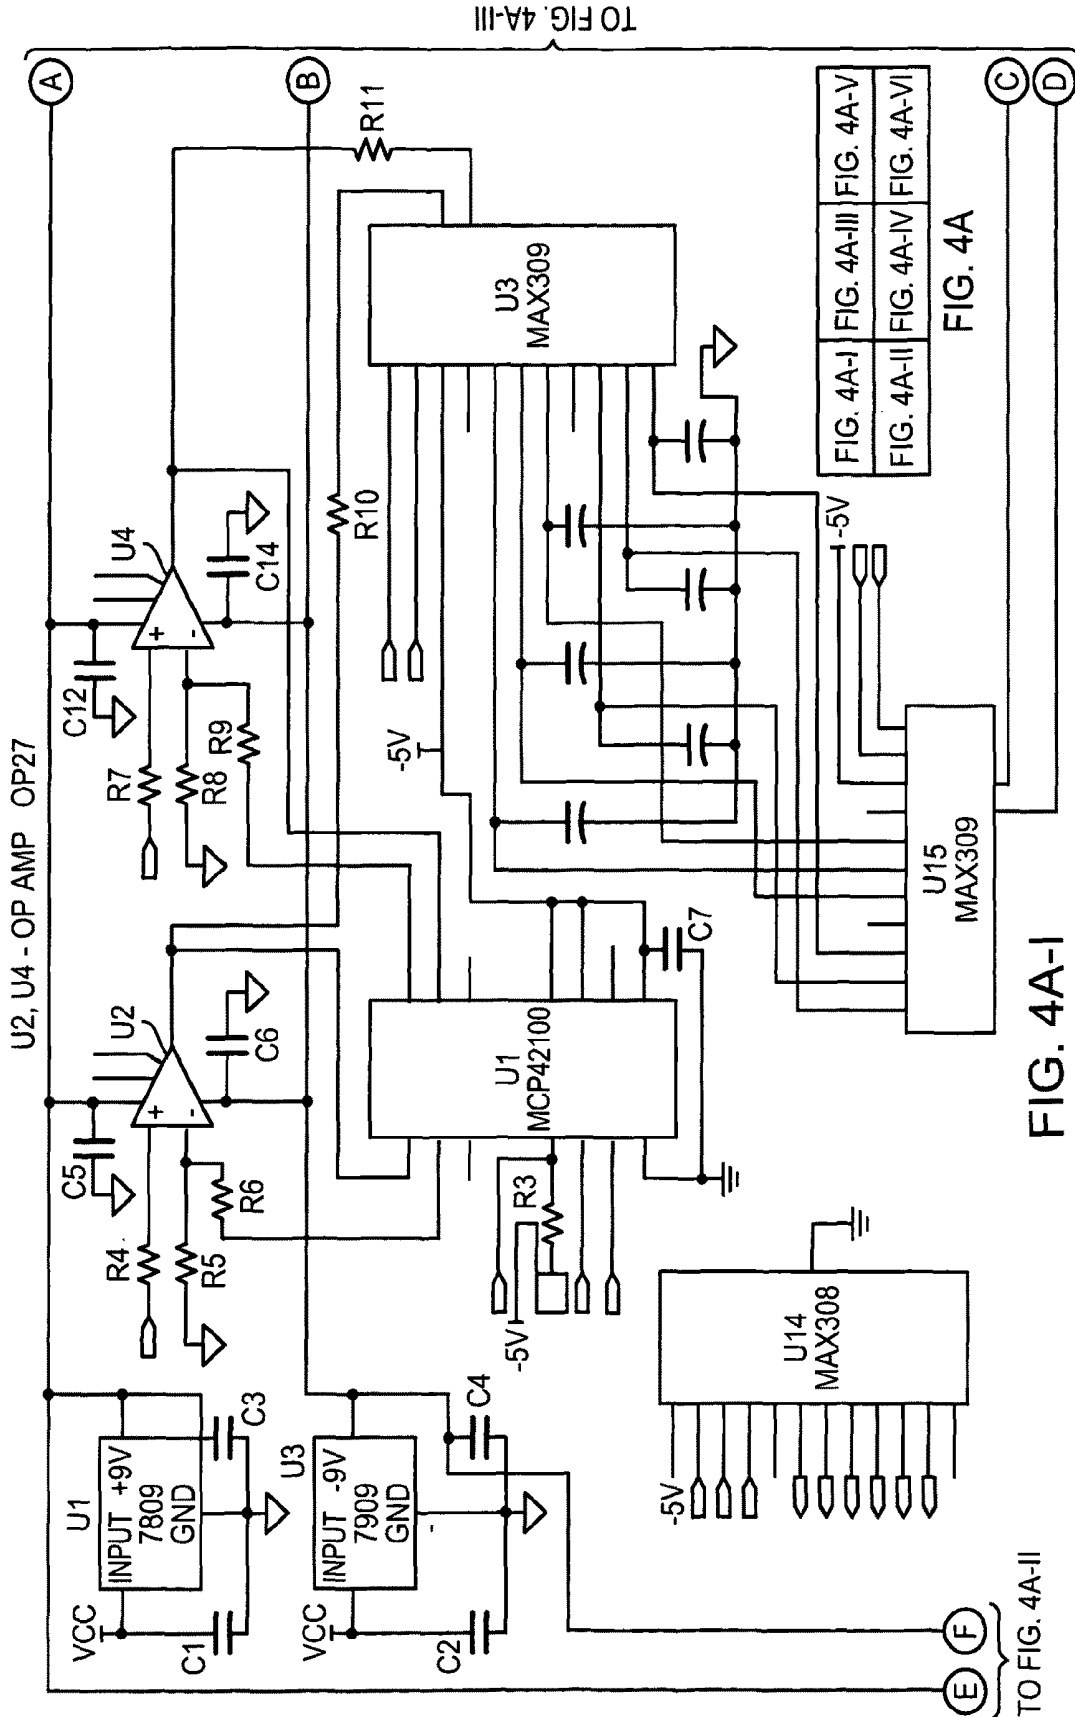 U2, U4 - OP AMP OP27
A
B
TO FIG. 4A-III
VCC
U1
INPUT +9V
7809
GND
C1
C3
VCC
U3
INPUT -9V
7909
GND
C2
C4
R4
R5
R6
C5
+
-
U2
C6
R7
R8
R9
C12
+
-
U4
C14
R10
R11
U1
MCP42100
R3
-5V
C7
-5V
U3
MAX309
U14
MAX308
-5V
U15
MAX309
-5V
FIG. 4A-I
FIG. 4A-III
FIG. 4A-V
FIG. 4A-II
FIG. 4A-IV
FIG. 4A-VI
FIG. 4A
C
D
E
F
TO FIG. 4A-II
FIG. 4A-I